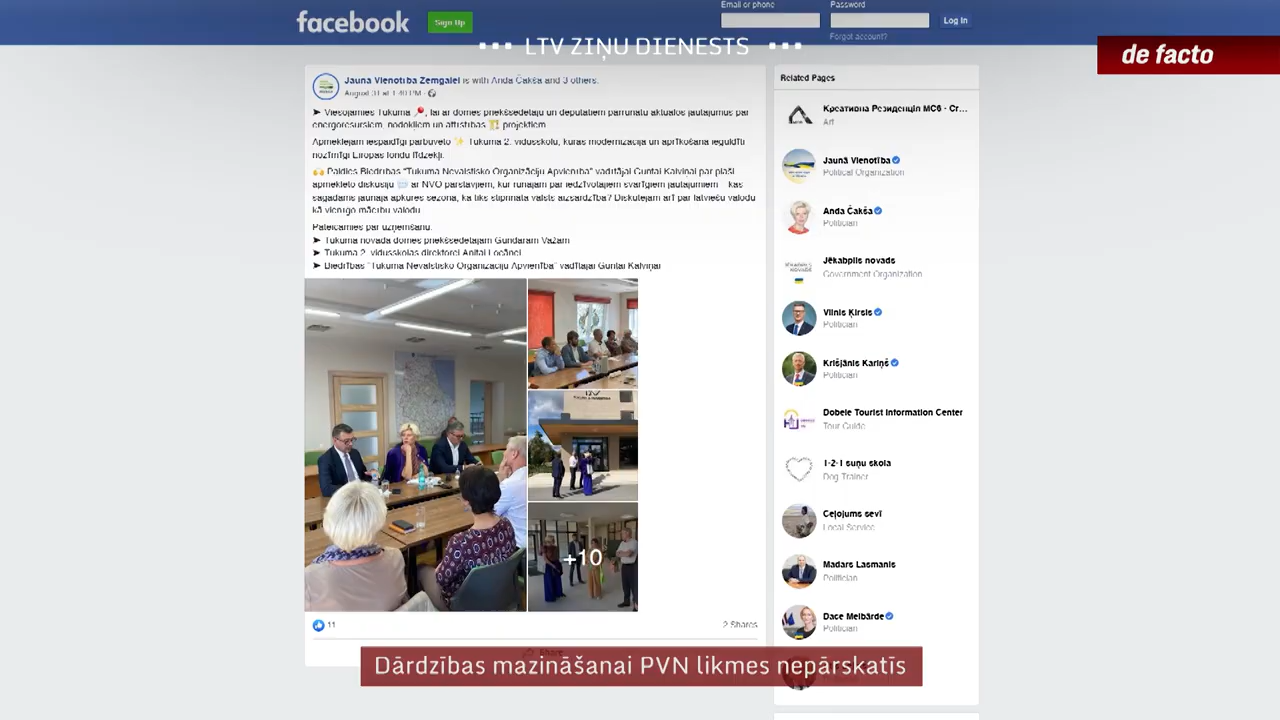 facebook
Sign Up
Email or phone
Password
Log In
Forgot account?
LTV ZIŅU DIENESTS
de facto
Jaunā Vienotība Zemgalei is with Anda Čakša and 3 others.
August 31 at 1:40 PM
➤ Viesojamies Tukumā, lai ar domes priekšsēdētāju un deputātiem pārrunātu aktuālos jautājumus par
energoresursiem, nodokļiem un attīstības projektiem.
Apmeklējām iespaidīgi pārbūvēto Tukuma 2. vidusskolu, kuras modernizācijā un aprīkošanā ieguldīti
nozīmīgi Eiropas fondu līdzekļi.
Paldies Biedrības "Tukuma Nevalstisko Organizāciju Apvienība" vadītājai Guntai Kalviņai par plaši
apmeklēto diskusiju ar NVO pārstāvjiem, kur runājām par iedzīvotājiem svarīgiem jautājumiem - kas
sagaidāms jaunajā apkures sezonā, kā tiks stiprināta valsts aizsardzība? Diskutējām arī par latviešu valodu
kā vienīgo mācību valodu.
Pateicamies par uzņemšanu:
➤ Tukuma novada domes priekšsēdētājam Gundaram Važam
➤ Tukuma 2. vidusskolas direktorei Anitai Locānei
➤ Biedrības "Tukuma Nevalstisko Organizāciju Apvienība" vadītājai Guntai Kalviņai
+10
11
2 Shares
Share
Related Pages
Креативна Резиденція МС6 - Cr...
Art
Jaunā Vienotība
Political Organization
Anda Čakša
Politician
Jēkabpils novads
Government Organization
Vilnis Ķirsis
Politician
Krišjānis Kariņš
Politician
Dobele Tourist Information Center
Tour Guide
1-2-1 suņu skola
Dog Trainer
Ceļojums sevī
Local Service
Madars Lasmanis
Politician
Dace Melbārde
Politician
Dārdzības mazināšanai PVN likmes nepārskatīs